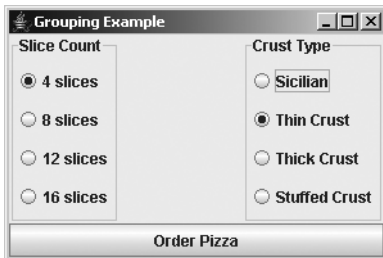 Grouping Example
Slice Count
4 slices
8 slices
12 slices
16 slices
Crust Type
Sicilian
Thin Crust
Thick Crust
Stuffed Crust
Order Pizza